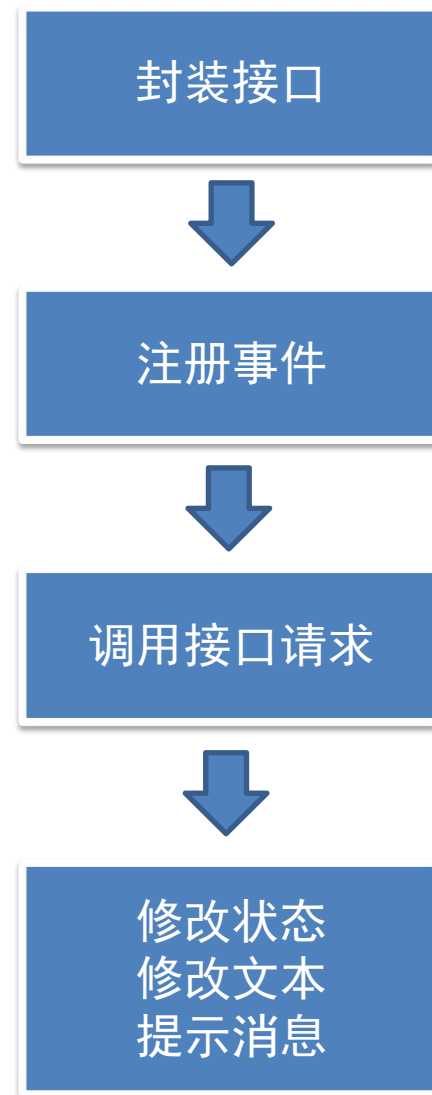 封装接口
注册事件
调用接口请求
修改状态
修改文本
提示消息